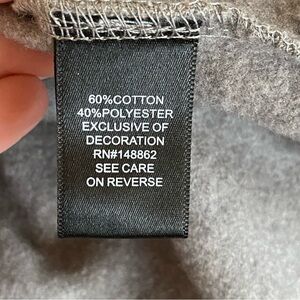 60%COTTON
40%POLYESTER
EXCLUSIVE OF
DECORATION
RN#148862
SEE CARE
ON REVERSE